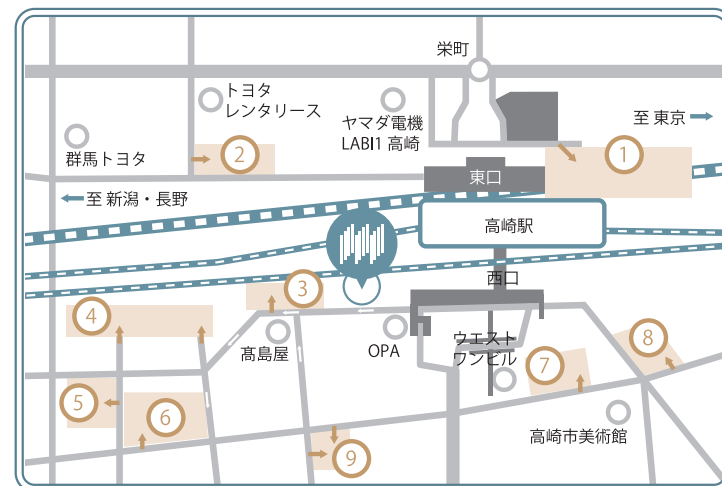 栄町
トヨタ
レンタリース
ヤマダ電機
LABI1 高崎
至 東京
群馬トヨタ
2
1
東口
至 新潟・長野
高崎駅
西口
3
4
髙島屋
OPA
ウエスト
ワンビル
7
8
5
6
高崎市美術館
9